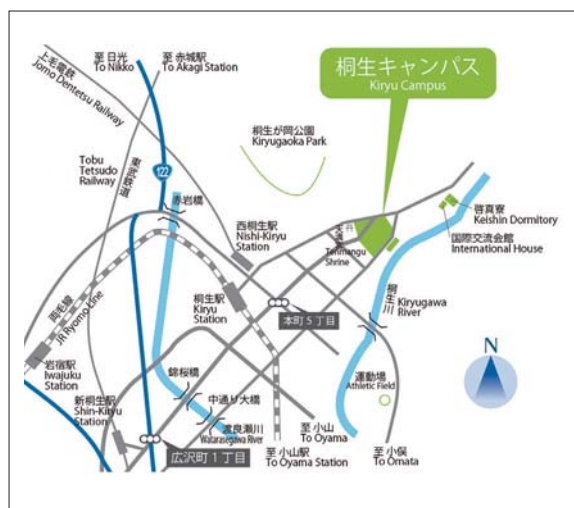 至 日光
To Nikko
至 赤城駅
To Akagi Station
上毛電鉄
Jomo Dentetsu Railway
桐生キャンパス
Kiryu Campus
桐生が岡公園
Kiryugaoka Park
Tobu
Tetsudo
Railway
東武鉄道
122
赤岩橋
西桐生駅
Nishi-Kiryu
Station
天満宮
Tenmangu
Shrine
啓真寮
Keishin Dormitory
国際交流会館
International House
両毛線
JR Ryomo Line
桐生駅
Kiryu
Station
本町5丁目
桐生川
Kiryugawa
River
N
岩宿駅
Iwajuku
Station
錦桜橋
運動場
Athletic Field
新桐生駅
Shin-Kiryu
Station
中通り大橋
渡良瀬川
Watarasegawa River
至 小山
To Oyama
広沢町1丁目
至 小山駅
To Oyama Station
至 小俣
To Omata